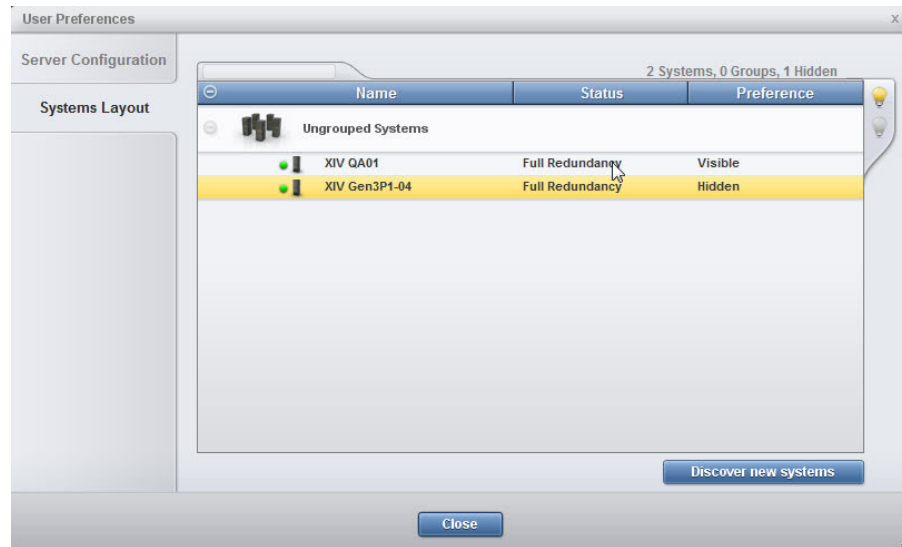 User Preferences
x
Server Configuration
Systems Layout
2 Systems, 0 Groups, 1 Hidden
Name Status Preference
Ungrouped Systems
XIV QA01 Full Redundancy Visible
XIV Gen3P1-04 Full Redundancy Hidden
Discover new systems
Close